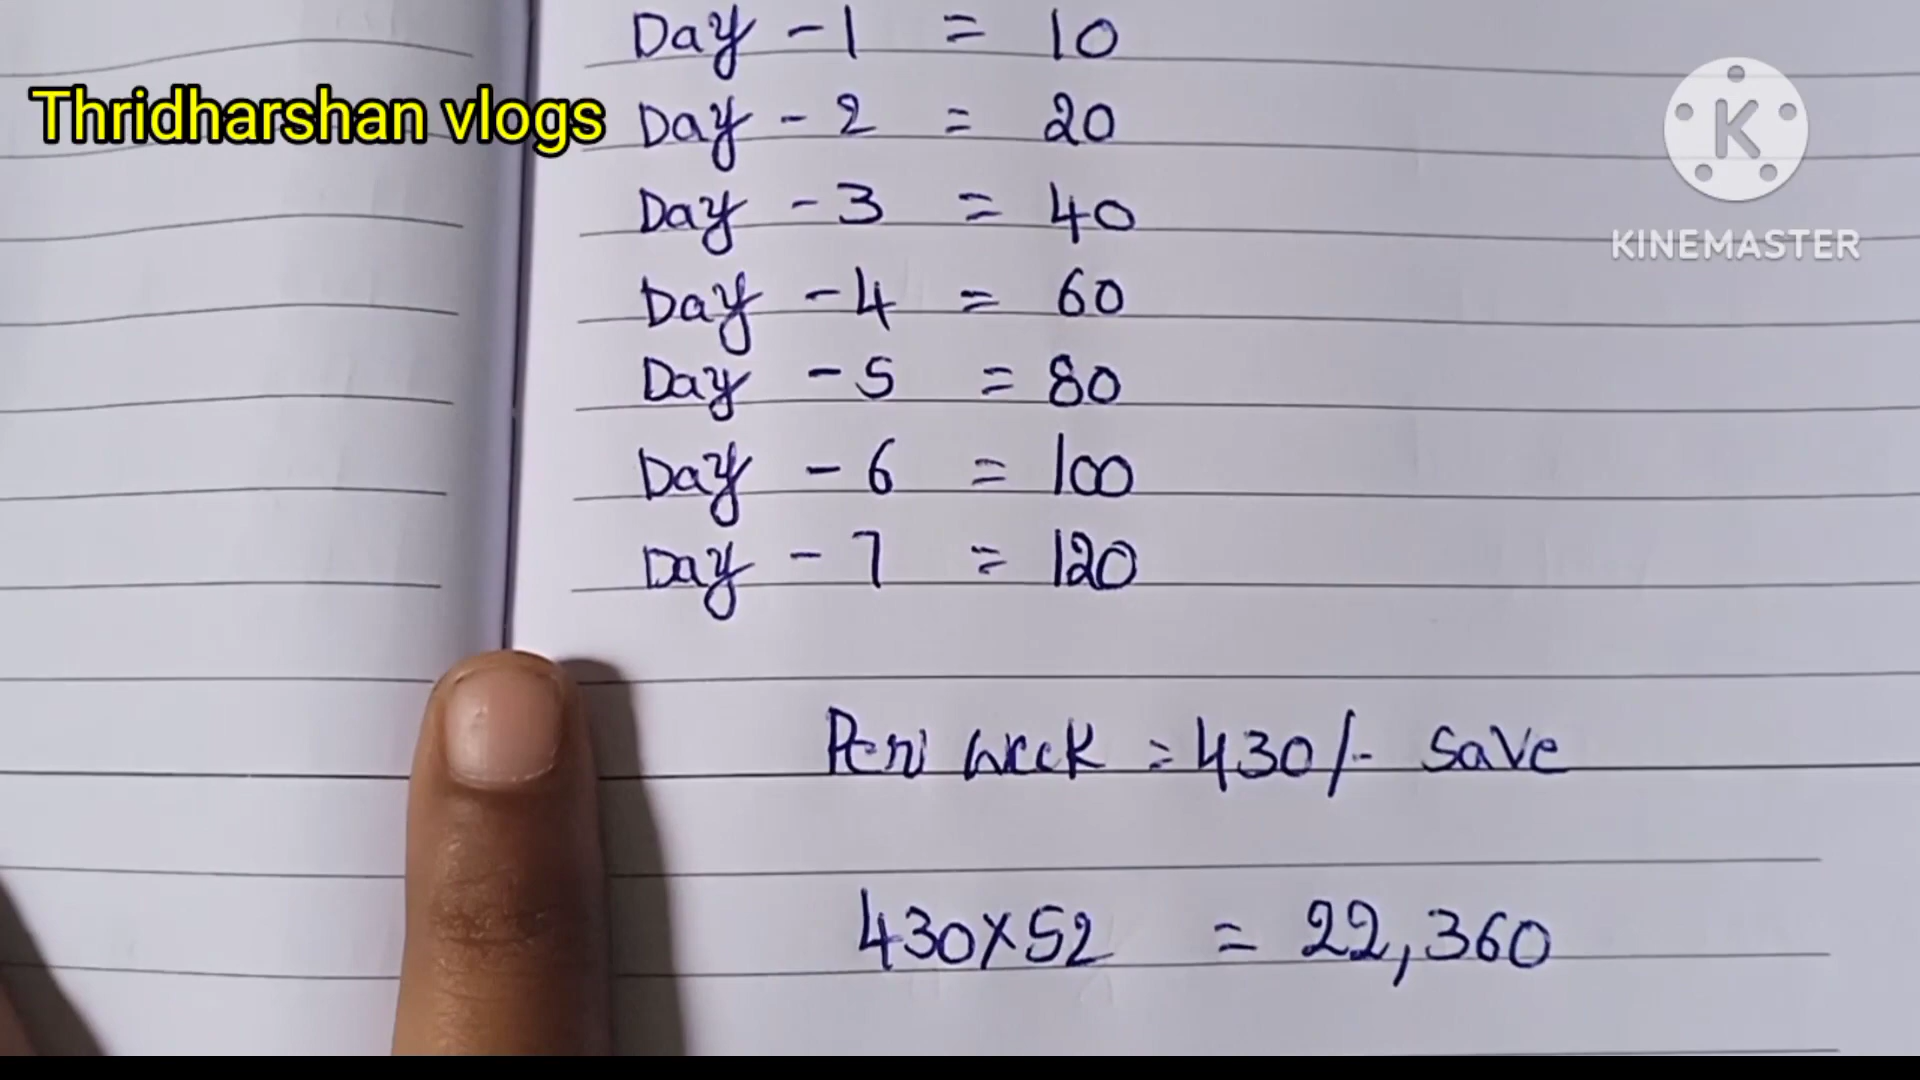 Day - 1 = 10
Thridharshan vlogs
Day - 2 = 20
Day - 3 = 40
KINEMASTER
Day - 4 = 60
Day - 5 = 80
Day - 6 = 100
Day - 7 = 120
Per week = 430/- Save
430X52 = 22,360